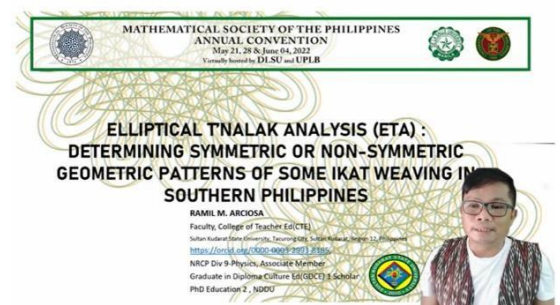 MATHEMATICAL SOCIETY OF THE PHILIPPINES
ANNUAL CONVENTION
May 21, 28 & June 04, 2022
Virtually hosted by DLSU and UPLB
ELLIPTICAL T'NALAK ANALYSIS (ETA) :
DETERMINING SYMMETRIC OR NON-SYMMETRIC
GEOMETRIC PATTERNS OF SOME IKAT WEAVING IN
SOUTHERN PHILIPPINES
RAMIL M. ARCIOSA
Faculty, College of Teacher Ed(CTE)
Sultan Kudarat State University, Tacurong City, Sultan Kudarat, Region 12, Philippines
NRCP Div 9-Physics, Associate Member
Graduate in Diploma Culture Ed(GDCE) 1 Scholar
PhD Education 2 , NDDU